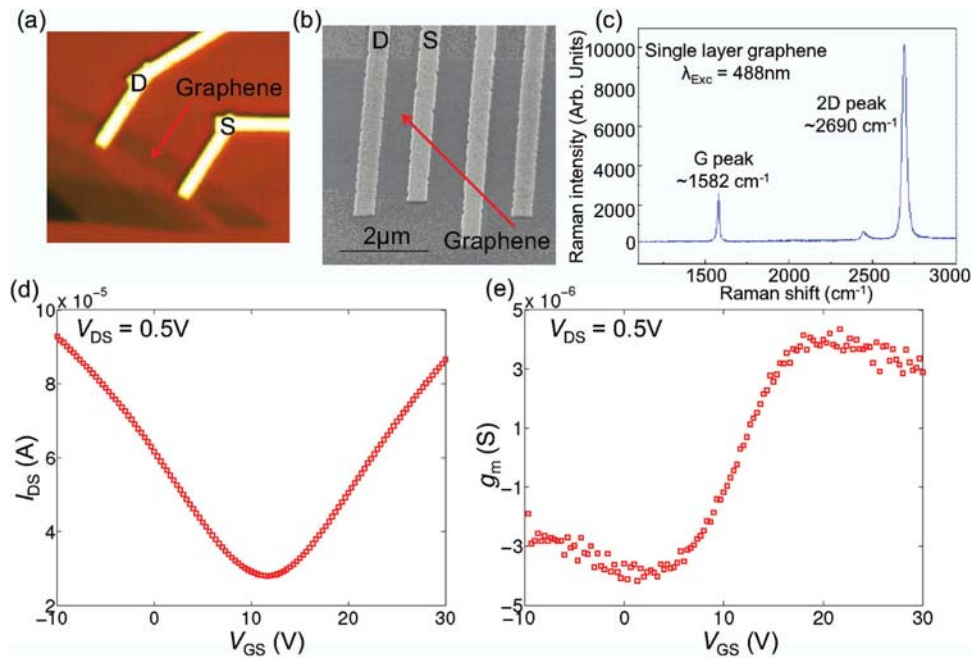 (a)
D
Graphene
S
(b)
D S
2μm
Graphene
(c)
Raman intensity (Arb. Units)
10000
8000
6000
4000
2000
0
Single layer graphene
λExc = 488nm
2D peak
~2690 cm-1
G peak
~1582 cm-1
1500 2000 2500 3000
Raman shift (cm-1)
(d)
10 x 10-5
VDS = 0.5V
8
6
4
2
IDS (A)
-10 0 10 20 30
VGS (V)
(e)
5 x 10-6
VDS = 0.5V
3
1
-1
-3
-5
gm (S)
-10 0 10 20 30
VGS (V)